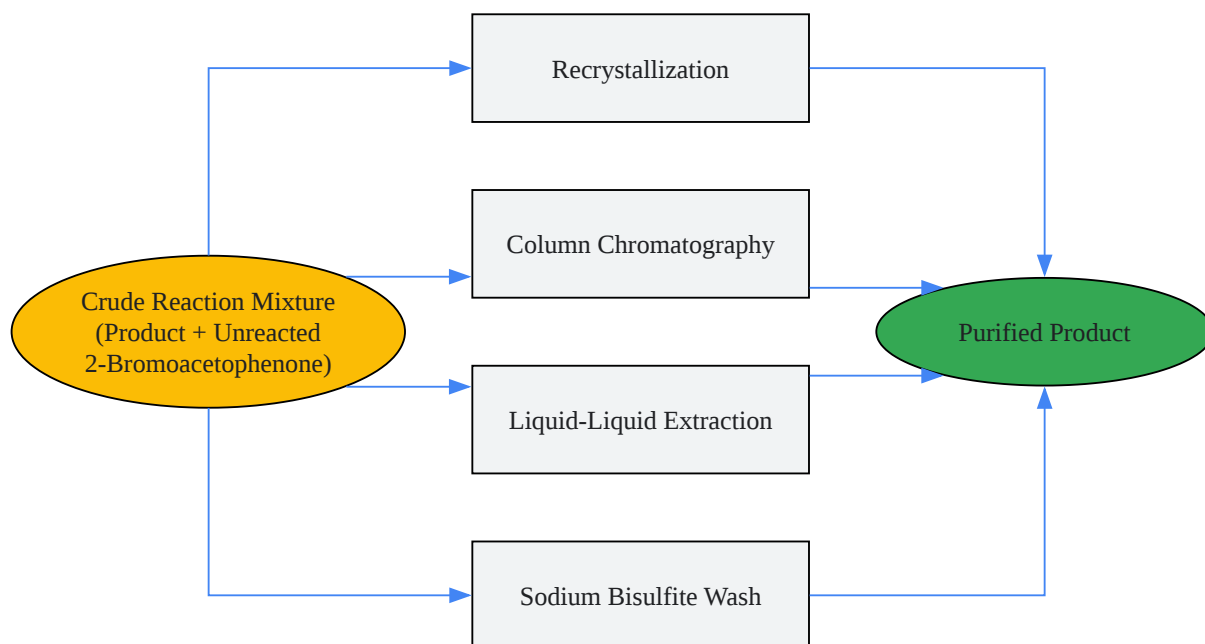 Recrystallization
Column Chromatography
Crude Reaction Mixture
(Product + Unreacted
2-Bromoacetophenone)
Purified Product
Liquid-Liquid Extraction
Sodium Bisulfite Wash